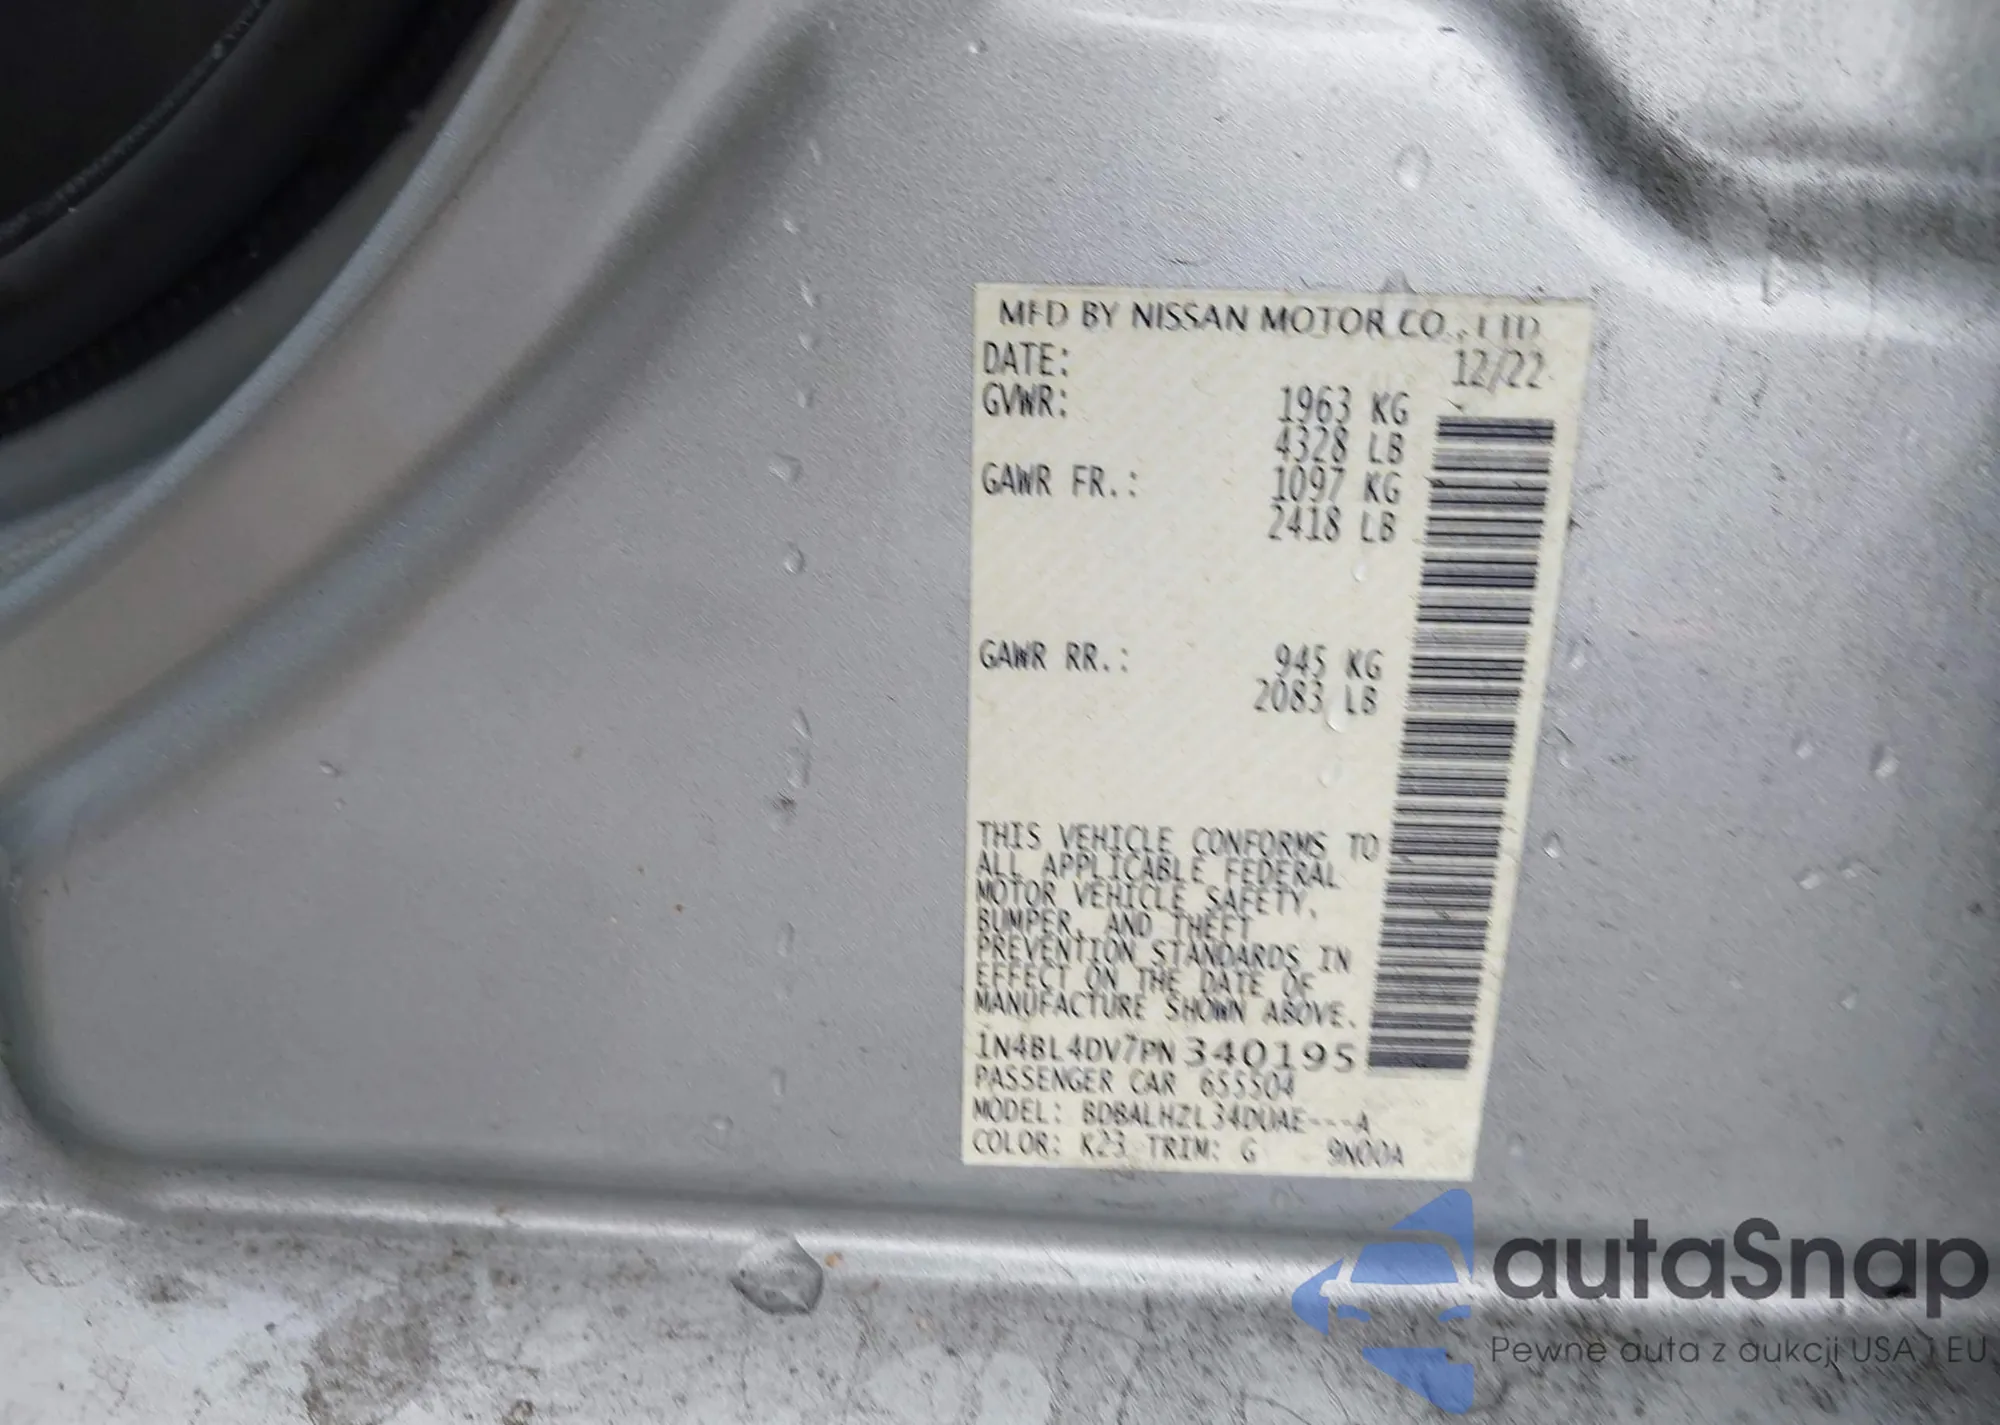 MFD BY NISSAN MOTOR CO., LTD
DATE: 12/22
GVWR: 1963 KG
4328 LB
GAWR FR.: 1097 KG
2418 LB
GAWR RR.: 945 KG
2083 LB
THIS VEHICLE CONFORMS TO
ALL APPLICABLE FEDERAL
MOTOR VEHICLE SAFETY,
BUMPER, AND THEFT
PREVENTION STANDARDS IN
EFFECT ON THE DATE OF
MANUFACTURE SHOWN ABOVE.
1N4BL4DV7PN340195
PASSENGER CAR 655504
MODEL: BDBALHZL34DUAE---A
COLOR: K23 TRIM: G 9N00A
autaSnap
Pewne auta z aukcji USA i EU